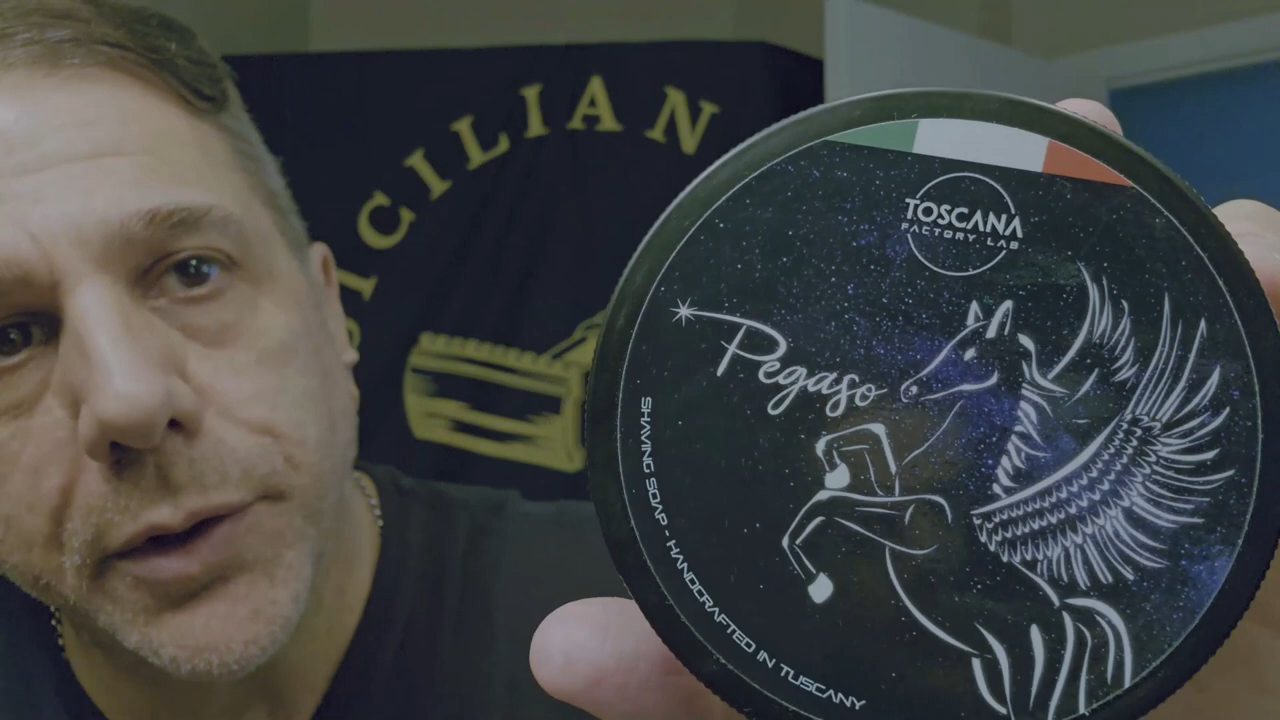 SICILIAN
TOSCANA
FACTORY LAB
Pegaso
SHAVING SOAP - HANDCRAFTED IN TUSCANY